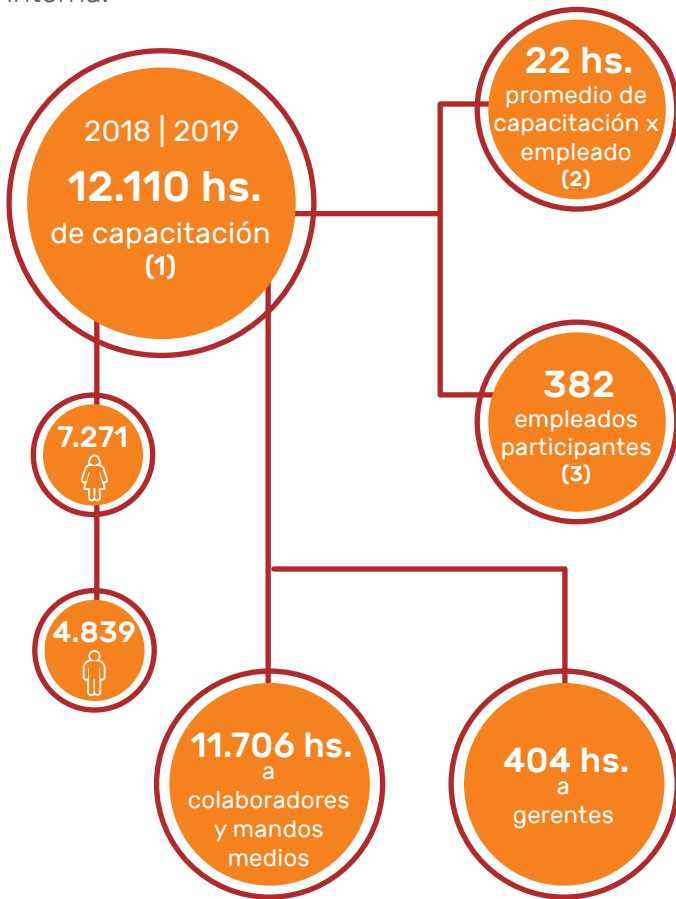 interna.
2018 | 2019
12.110 hs.
de capacitación
(1)
22 hs.
promedio de
capacitación x
empleado
(2)
382
empleados
participantes
(3)
7.271
4.839
11.706 hs.
a
colaboradores
y mandos
medios
404 hs.
a
gerentes